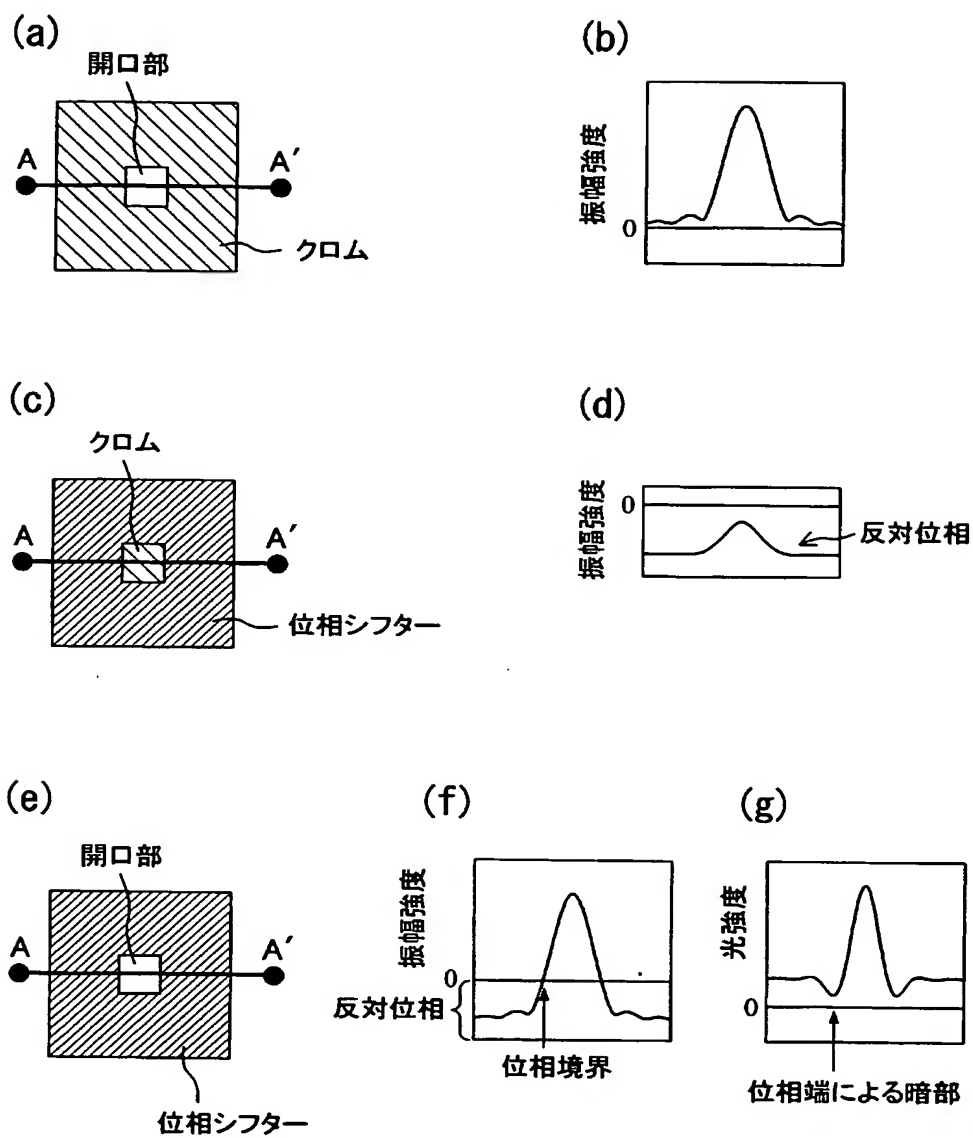 (a)
開口部
A
A′
クロム
(b)
振幅強度
0
(c)
クロム
A
A′
位相シフター
(d)
振幅強度
0
反対位相
(e)
開口部
A
A′
位相シフター
(f)
振幅強度
0
反対位相
位相境界
(g)
光強度
0
位相端による暗部